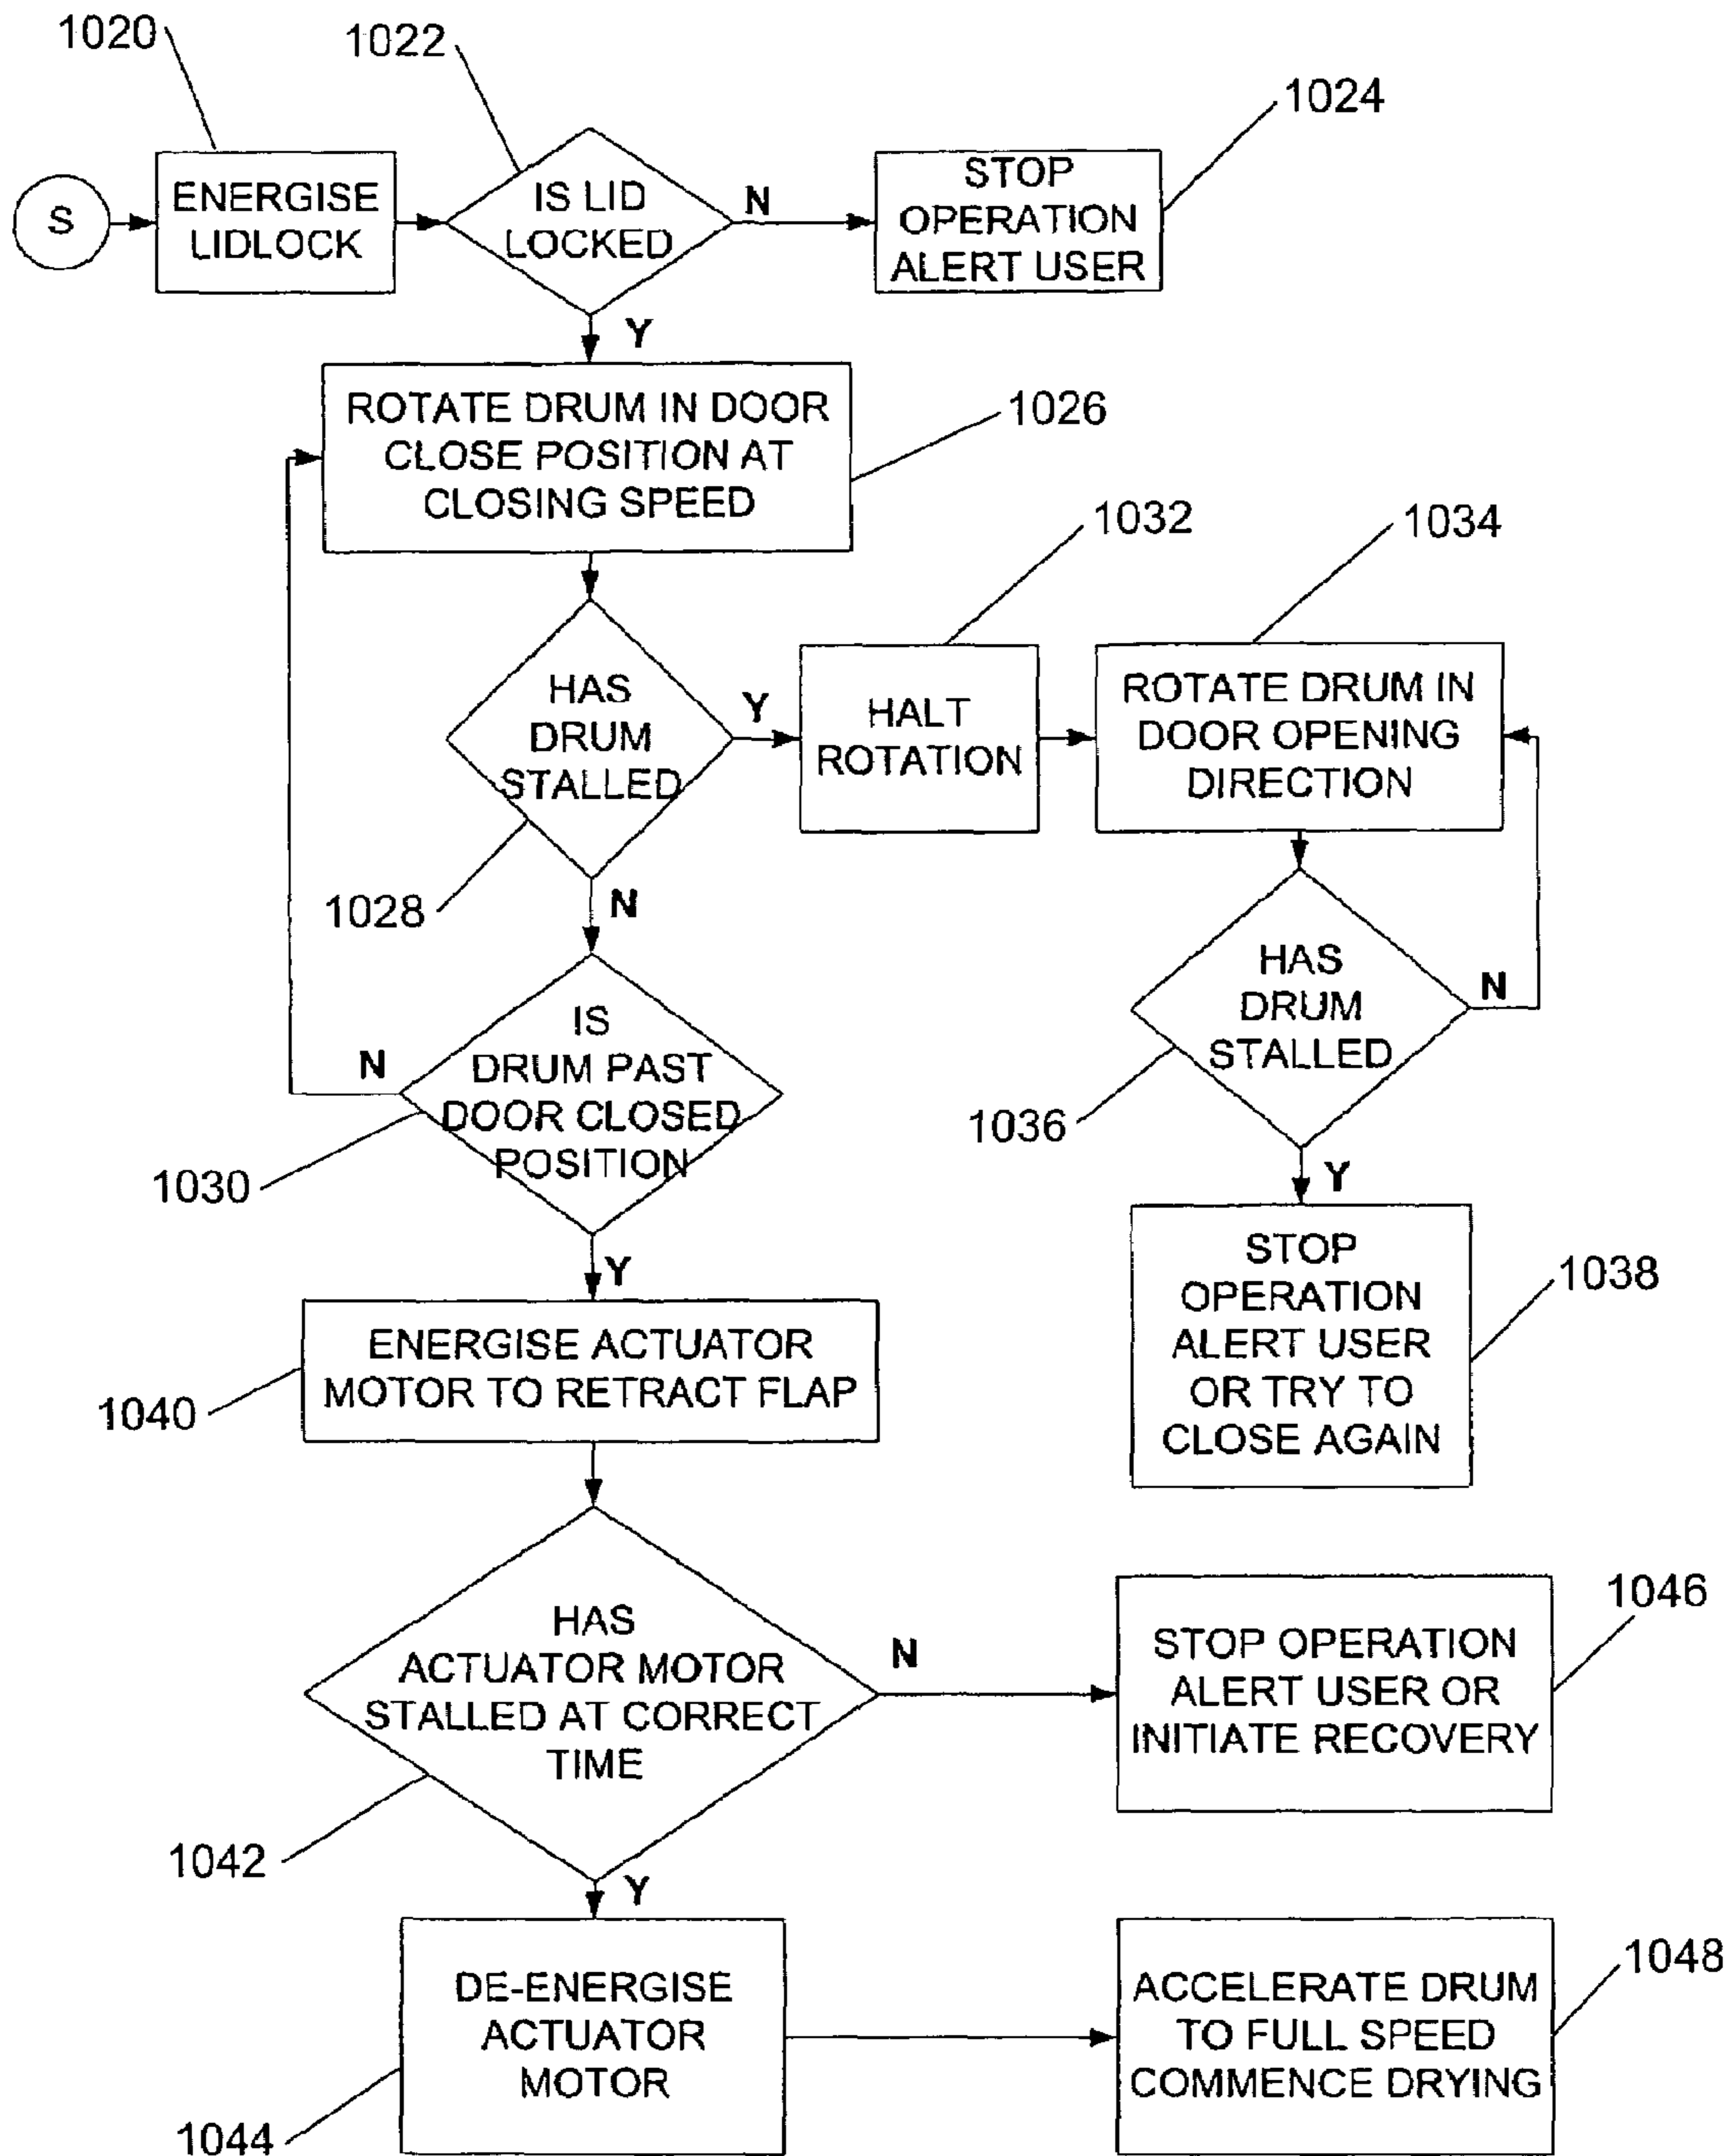 1020
1022
1024
S
ENERGISE
LIDLOCK
IS LID
LOCKED
N
STOP
OPERATION
ALERT USER
Y
ROTATE DRUM IN DOOR
CLOSE POSITION AT
CLOSING SPEED
1026
1032
1034
HAS
DRUM
STALLED
Y
HALT
ROTATION
ROTATE DRUM IN
DOOR OPENING
DIRECTION
1028
N
HAS
DRUM
STALLED
N
IS
DRUM PAST
DOOR CLOSED
POSITION
N
1036
1030
Y
Y
STOP
OPERATION
ALERT USER
OR TRY TO
CLOSE AGAIN
1038
ENERGISE ACTUATOR
MOTOR TO RETRACT FLAP
1040
HAS
ACTUATOR MOTOR
STALLED AT CORRECT
TIME
N
1046
STOP OPERATION
ALERT USER OR
INITIATE RECOVERY
1042
Y
DE-ENERGISE
ACTUATOR
MOTOR
1048
ACCELERATE DRUM
TO FULL SPEED
COMMENCE DRYING
1044